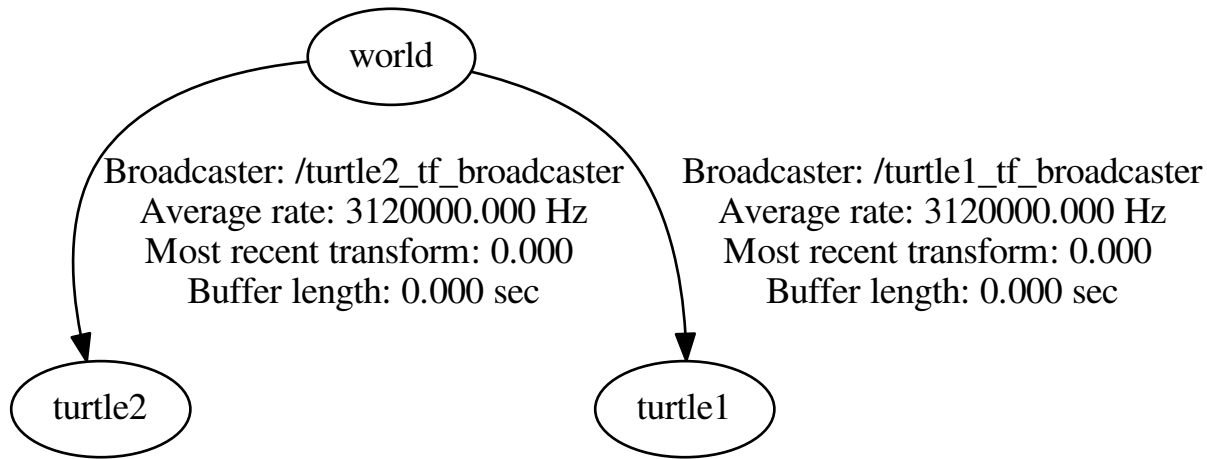 world
Broadcaster: /turtle2_tf_broadcaster
Average rate: 3120000.000 Hz
Most recent transform: 0.000
Buffer length: 0.000 sec
Broadcaster: /turtle1_tf_broadcaster
Average rate: 3120000.000 Hz
Most recent transform: 0.000
Buffer length: 0.000 sec
turtle2
turtle1